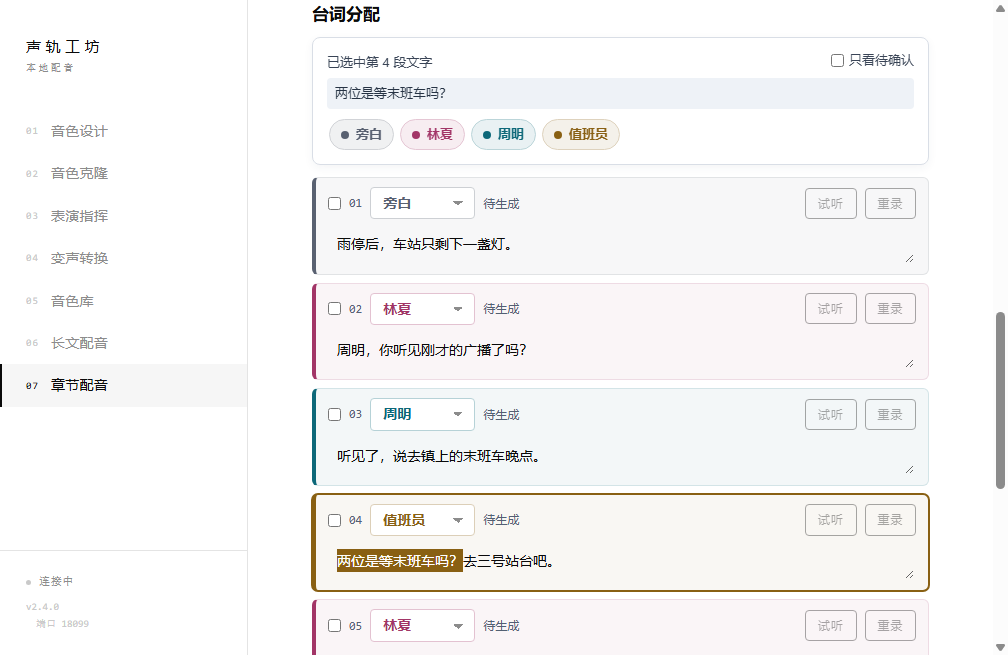 声轨工坊
本地配音
01 音色设计
02 音色克隆
03 表演指挥
04 变声转换
05 音色库
06 长文配音
07 章节配音
连接中
v2.4.0
端口 18099
台词分配
已选中第 4 段文字 只看待确认
两位是等末班车吗？
旁白 林夏 周明 值班员
01 旁白 待生成 试听 重录
雨停后，车站只剩下一盏灯。
02 林夏 待生成 试听 重录
周明，你听见刚才的广播了吗？
03 周明 待生成 试听 重录
听见了，说去镇上的末班车晚点。
04 值班员 待生成 试听 重录
两位是等末班车吗？去三号站台吧。
05 林夏 待生成 试听 重录